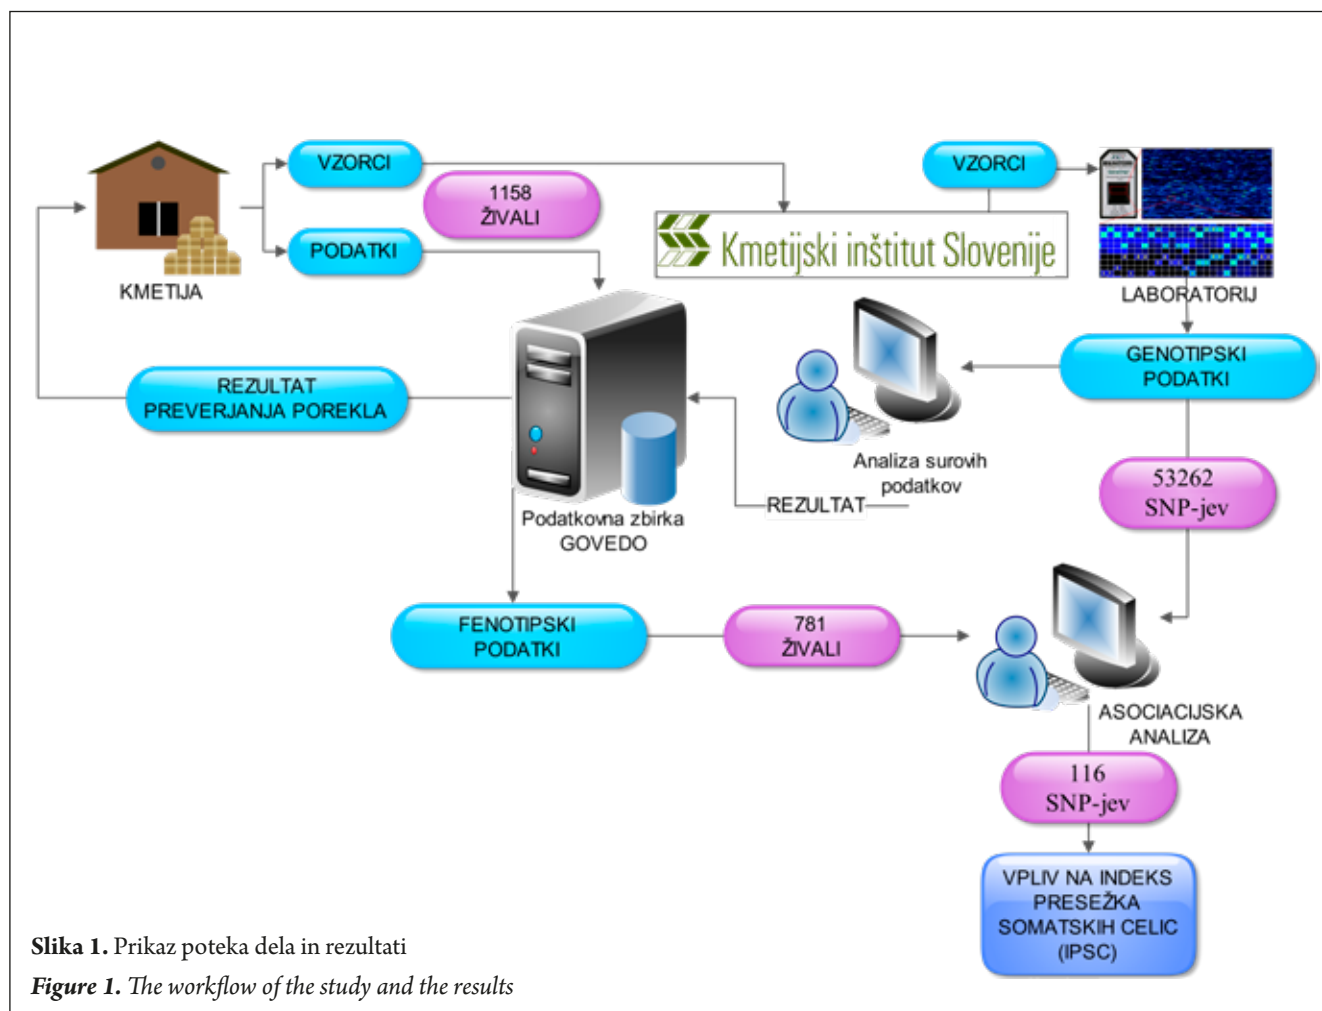 VZORCI
1158
ŽIVALI
PODATKI
KMETIJA
VZORCI
Kmetijski inštitut Slovenije
LABORATORIJ
GENOTIPSKI
PODATKI
REZULTAT
PREVERJANJA POREKLA
Analiza surovih
podatkov
REZULTAT
Podatkovna zbirka
GOVEDO
53262
SNP-jev
FENOTIPSKI
PODATKI
781
ŽIVALI
ASOCIACIJSKA
ANALIZA
116
SNP-jev
VPLIV NA INDEKS
PRESEŽKA
SOMATSKIH CELIC
(IPSC)
Slika 1. Prikaz poteka dela in rezultati
Figure 1. The workflow of the study and the results